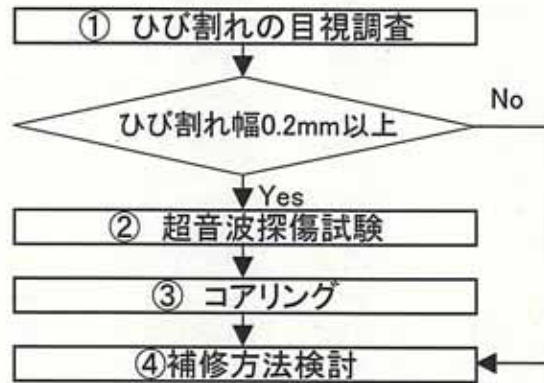 ① ひび割れの目視調査
ひび割れ幅0.2mm以上
No
Yes
② 超音波探傷試験
③ コアリング
④補修方法検討